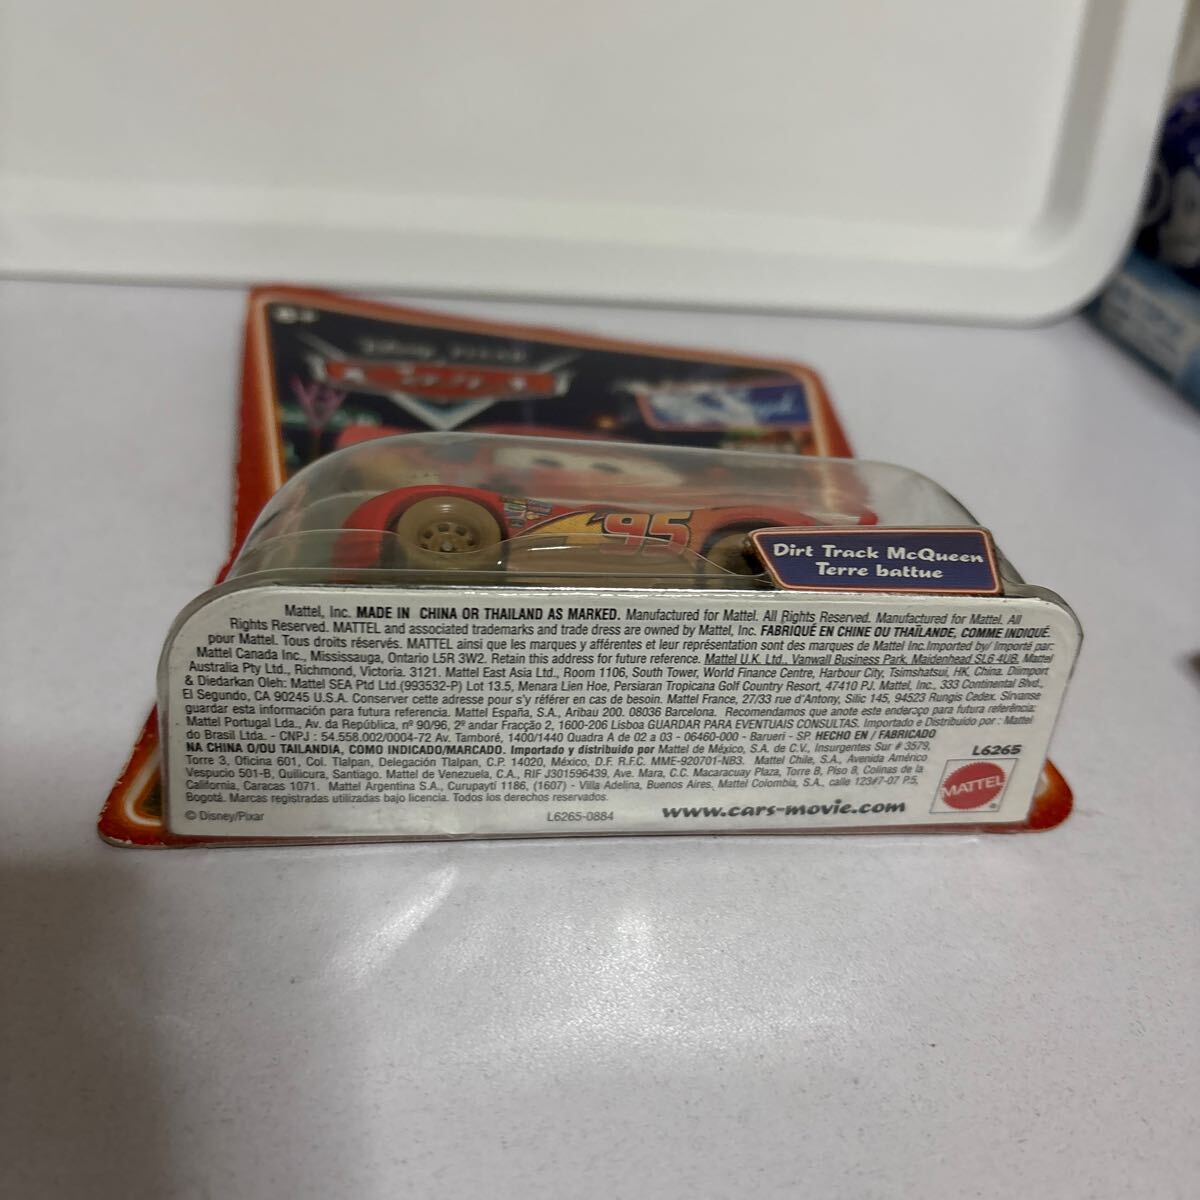 Disney PIXAR
95
Dirt Track McQueen
Terre battue
Mattel, Inc. MADE IN CHINA OR THAILAND AS MARKED. Manufactured for Mattel. All Rights Reserved. Manufactured for Mattel. All
Rights Reserved. MATTEL and associated trademarks and trade dress are owned by Mattel, Inc. FABRIQUÉ EN CHINE OU THAÏLANDE, COMME INDIQUÉ.
pour Mattel. Tous droits réservés. MATTEL ainsi que les marques y afférentes et leur représentation sont des marques de Mattel Inc.Imported by/ Importé par:
Mattel Canada Inc., Mississauga, Ontario L5R 3W2. Retain this address for future reference. Mattel U.K. Ltd., Vanwall Business Park, Maidenhead SL6 4UB. Mattel
Australia Pty Ltd., Richmond, Victoria. 3121. Mattel East Asia Ltd., Room 1106, South Tower, World Finance Centre, Harbour City, Tsimshatsui, HK, China. Diimport
& Diedarkan Oleh: Mattel SEA Ptd Ltd.(993532-P) Lot 13.5, Menara Lien Hoe, Persiaran Tropicana Golf Country Resort, 47410 PJ. Mattel, Inc., 333 Continental Blvd.,
El Segundo, CA 90245 U.S.A. Conserver cette adresse pour s'y référer en cas de besoin. Mattel France, 27/33 rue d'Antony, Silic 145, 94523 Rungis Cedex. Sírvanse
guardar esta información para futura referencia. Mattel España, S.A., Aribau 200. 08036 Barcelona. Recomendamos que anote este endereço para futura referência:
Mattel Portugal Lda., Av. da República, nº 90/96, 2º andar Fracção 2, 1600-206 Lisboa GUARDAR PARA EVENTUAIS CONSULTAS. Importado e Distribuído por : Mattel
do Brasil Ltda. - CNPJ : 54.558.002/0004-72 Av. Tamboré, 1400/1440 Quadra A de 02 a 03 - 06460-000 - Barueri - SP. HECHO EN / FABRICADO
NA CHINA O/OU TAILANDIA, COMO INDICADO/MARCADO. Importado y distribuido por Mattel de México, S.A. de C.V., Insurgentes Sur # 3579,
Torre 3, Oficina 601, Col. Tlalpan, Delegación Tlalpan, C.P. 14020, México, D.F. R.F.C. MME-920701-NB3. Mattel Chile, S.A., Avenida Américo
Vespucio 501-B, Quilicura, Santiago. Mattel de Venezuela, C.A., RIF J301596439, Ave. Mara, C.C. Macaracuay Plaza, Torre B, Piso 8, Colinas de la
California, Caracas 1071. Mattel Argentina S.A., Curupaytí 1186, (1607) - Villa Adelina, Buenos Aires. Mattel Colombia, S.A., calle 123#7-07 P.5,
Bogotá. Marcas registradas utilizadas bajo licencia. Todos los derechos reservados.
L6265
MATTEL ®
© Disney/Pixar
L6265-0884
www.cars-movie.com